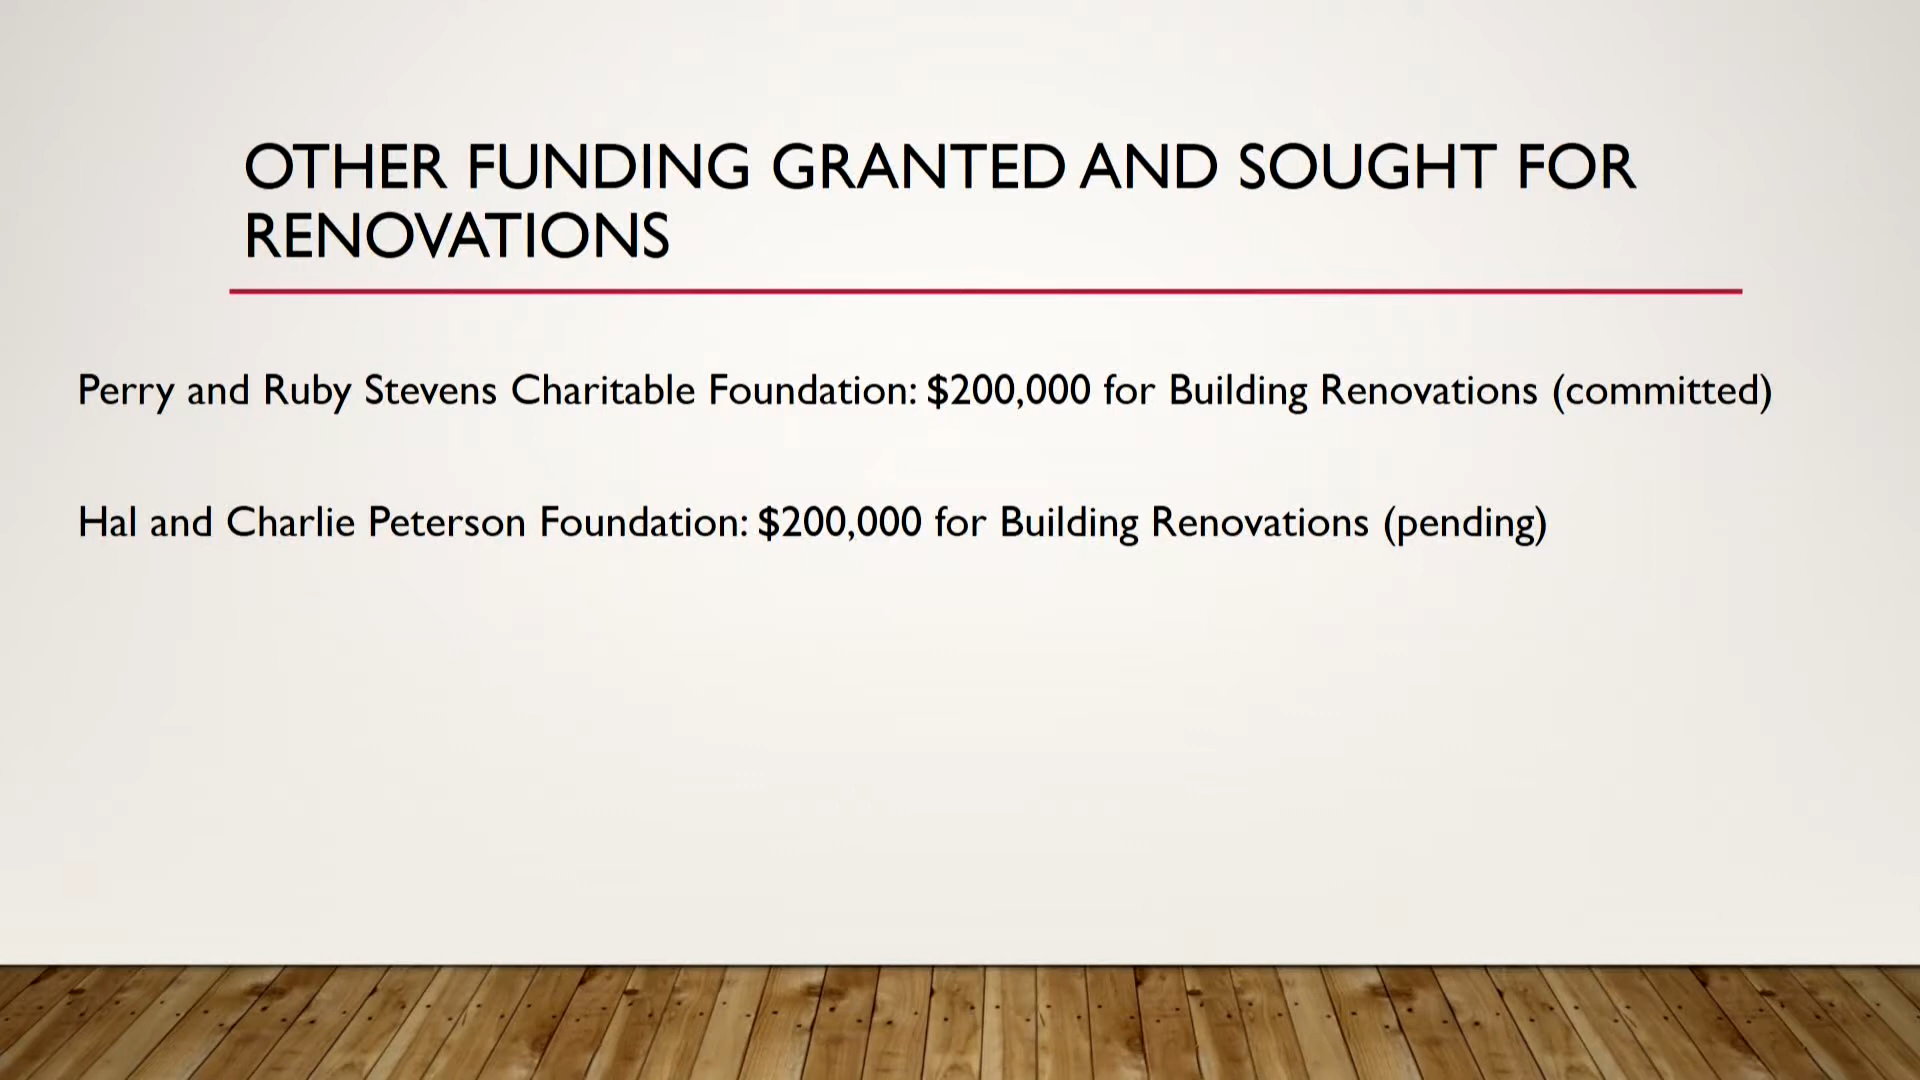 OTHER FUNDING GRANTED AND SOUGHT FOR
RENOVATIONS
Perry and Ruby Stevens Charitable Foundation: $200,000 for Building Renovations (committed)
Hal and Charlie Peterson Foundation: $200,000 for Building Renovations (pending)